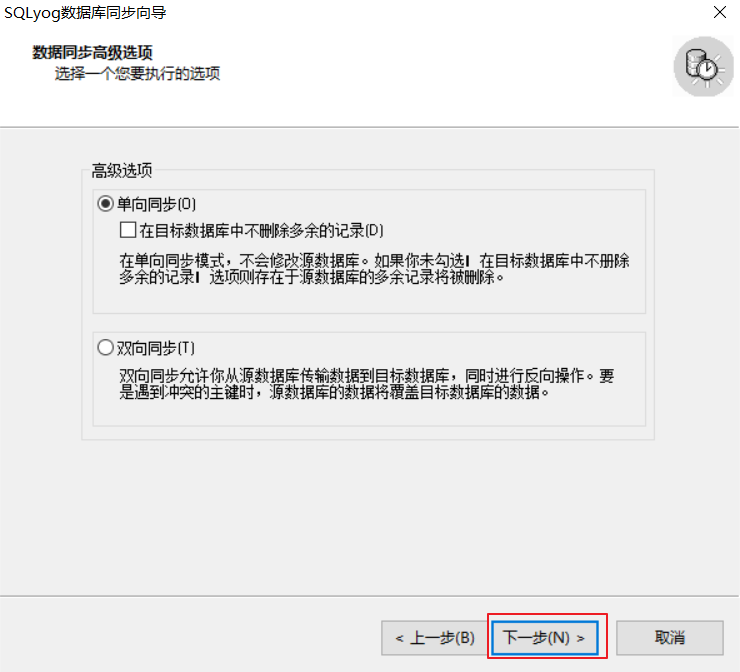 SQLyog数据库同步向导
数据同步高级选项
选择一个您要执行的选项
高级选项
单向同步(O)
在目标数据库中不删除多余的记录(D)
在单向同步模式，不会修改源数据库。如果你未勾选I 在目标数据库中不册除
多余的记录I 选项则存在于源数据库的多余记录将被删除。
双向同步(T)
双向同步允许你从源数据库传输数据到目标数据库，同时进行反向操作。要
是遇到冲突的主键时，源数据库的数据将覆盖目标数据库的数据。
< 上一步(B)
下一步(N) >
取消